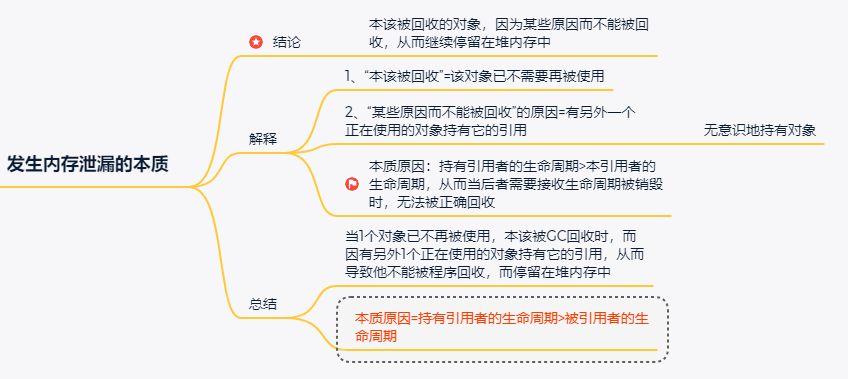 发生内存泄漏的本质
结论
本该被回收的对象，因为某些原因而不能被回
收，从而继续停留在堆内存中
解释
1、“本该被回收”=该对象已不需要再被使用
2、“某些原因而不能被回收”的原因=有另外一个
正在使用的对象持有它的引用
无意识地持有对象
本质原因：持有引用者的生命周期>本引用者的
生命周期，从而当后者需要接收生命周期被销毁
时，无法被正确回收
总结
当1个对象已不再被使用，本该被GC回收时，而
因有另外1个正在使用的对象持有它的引用，从而
导致他不能被程序回收，而停留在堆内存中
本质原因=持有引用者的生命周期>被引用者的生
命周期